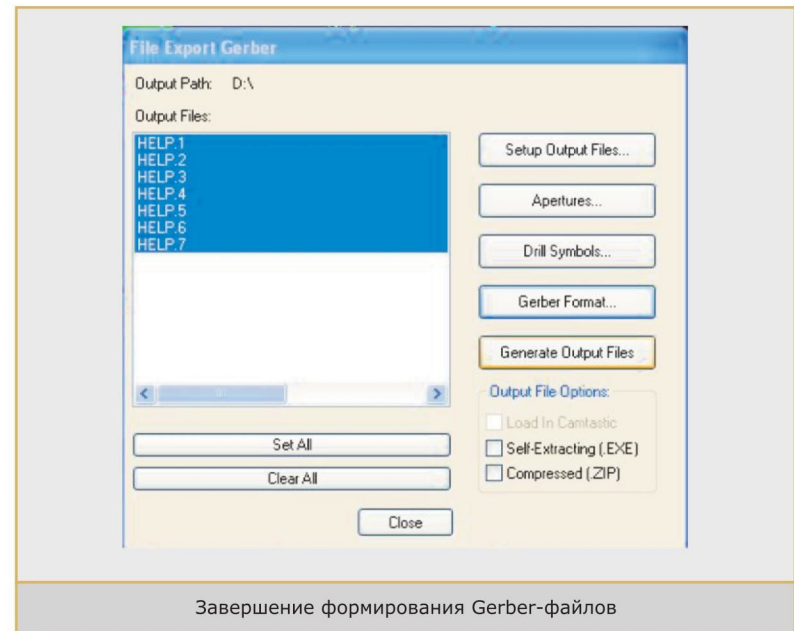 File Export Gerber
Output Path: D:\
Output Files:
HELP.1
HELP.2
HELP.3
HELP.4
HELP.5
HELP.6
HELP.7
Setup Output Files...
Apertures...
Drill Symbols...
Gerber Format...
Generate Output Files
Output File Options:
Load In Camtastic
Self-Extracting (.EXE)
Compressed (.ZIP)
Set All
Clear All
Close
Завершение формирования Gerber-файлов